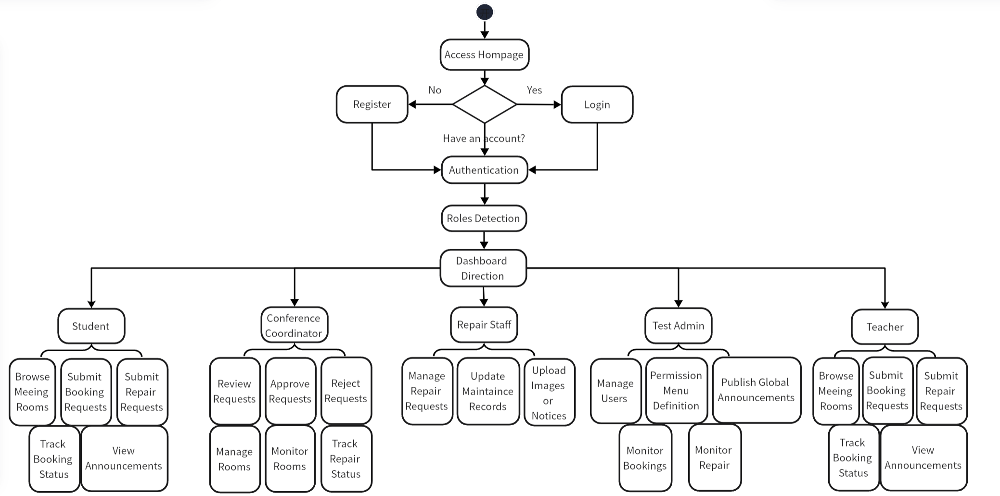 开
Access Hompage
No
Yes
Register
Login
Have an account?
Authentication
Roles Detection
Dashboard
Direction
Student
Conference
Coordinator
Repair Staff
Test Admin
Teacher
Browse
Meeing
Rooms
Submit
Booking
Requests
Submit
Repair
Requests
Track
Booking
Status
View
Announcements
Review
Requests
Approve
Requests
Reject
Requests
Manage
Rooms
Monitor
Rooms
Track
Repair
Status
Manage
Repair
Requests
Update
Maintaince
Records
Upload
Images
or
Notices
Manage
Users
Permission
Menu
Definition
Publish Global
Announcements
Monitor
Bookings
Monitor
Repair
Browse
Meeing
Rooms
Submit
Booking
Requests
Submit
Repair
Requests
Track
Booking
Status
View
Announcements